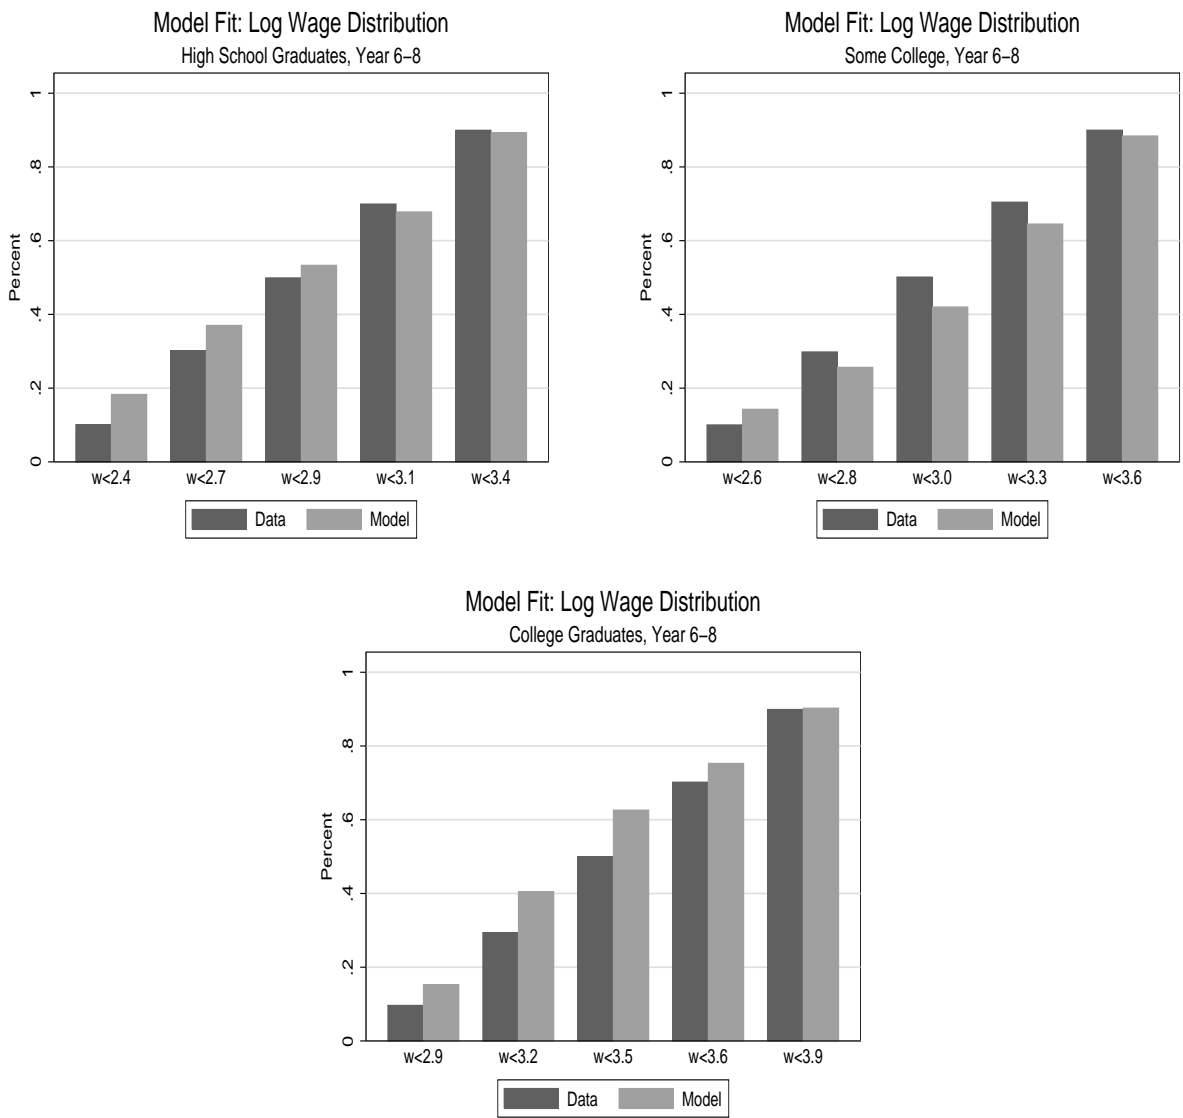 Model Fit: Log Wage Distribution
High School Graduates, Year 6−8
Percent
1
.8
.6
.4
.2
0
w<2.4 w<2.7 w<2.9 w<3.1 w<3.4
Data Model
Model Fit: Log Wage Distribution
Some College, Year 6−8
Percent
1
.8
.6
.4
.2
0
w<2.6 w<2.8 w<3.0 w<3.3 w<3.6
Data Model
Model Fit: Log Wage Distribution
College Graduates, Year 6−8
Percent
1
.8
.6
.4
.2
0
w<2.9 w<3.2 w<3.5 w<3.6 w<3.9
Data Model